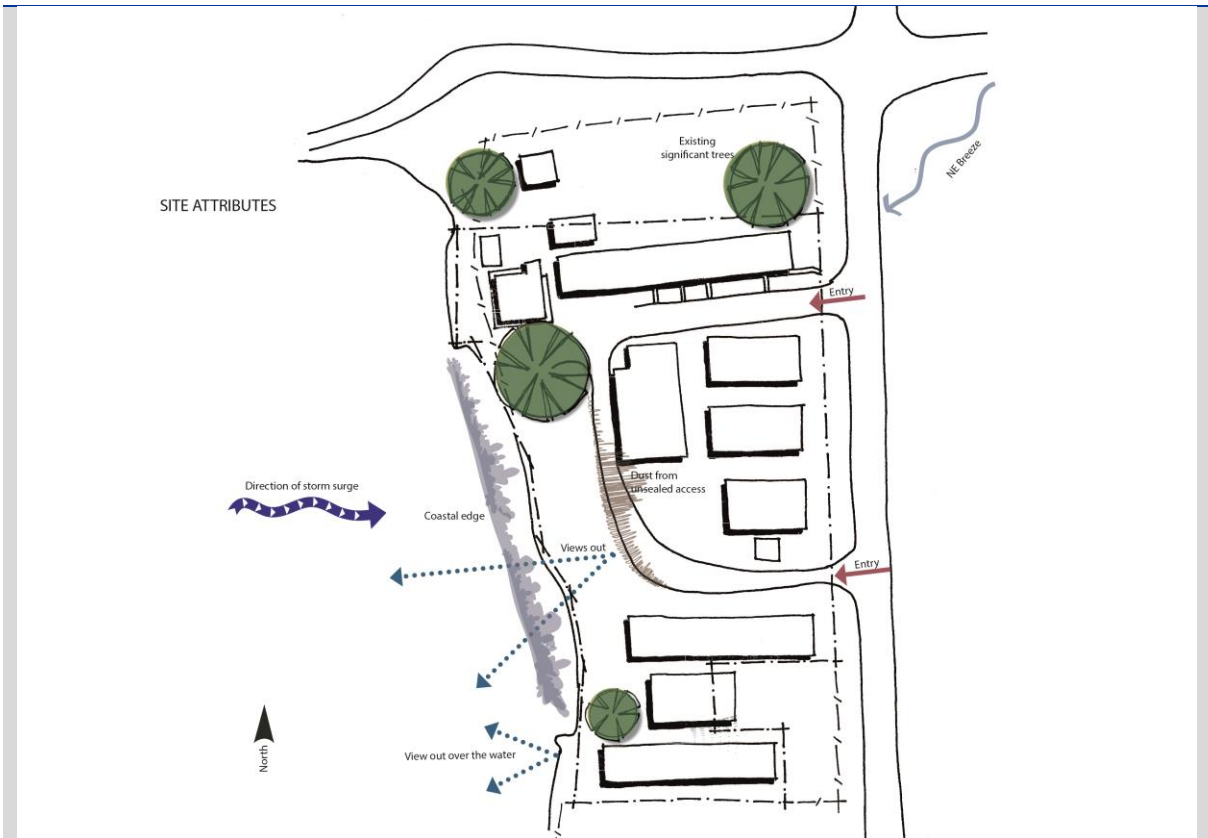 Existing
significant trees
NE Breeze
SITE ATTRIBUTES
Entry
Dust from
unsealed access
Direction of storm surge
Coastal edge
Views out
Entry
View out over the water
North